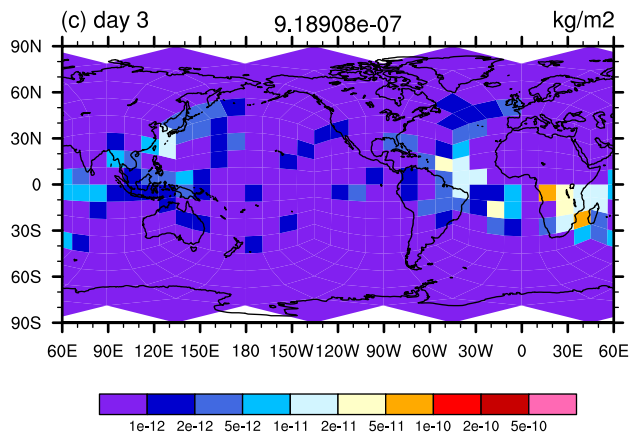 (c) day 3 9.18908e-07 kg/m2
90N
60N
30N
0
30S
60S
90S
60E 90E 120E 150E 180 150W 120W 90W 60W 30W 0 30E 60E
1e-12 2e-12 5e-12 1e-11 2e-11 5e-11 1e-10 2e-10 5e-10